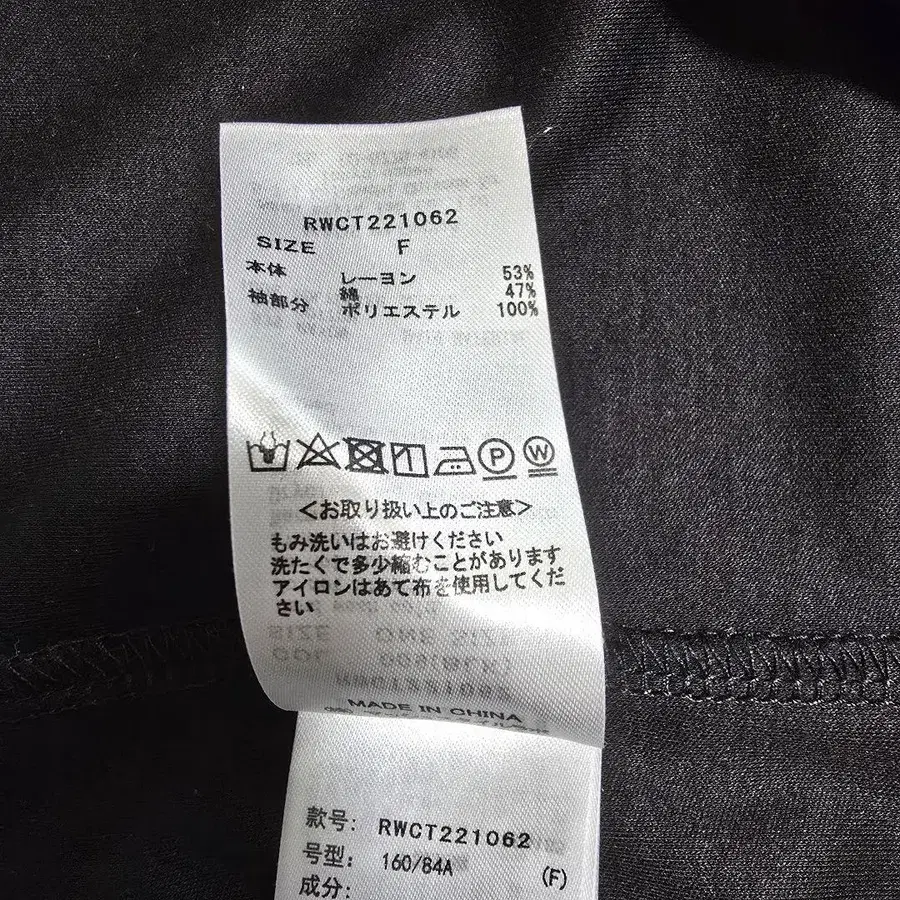 RWCT221062
SIZE F
本体 レーヨン 53%
綿 47%
袖部分 ポリエステル 100%
P W
＜お取り扱い上のご注意＞
もみ洗いはお避けください
洗たくで多少縮むことがあります
アイロンはあて布を使用してくだ
さい
MADE IN CHINA
款号: RWCT221062
号型: 160/84A (F)
成分: